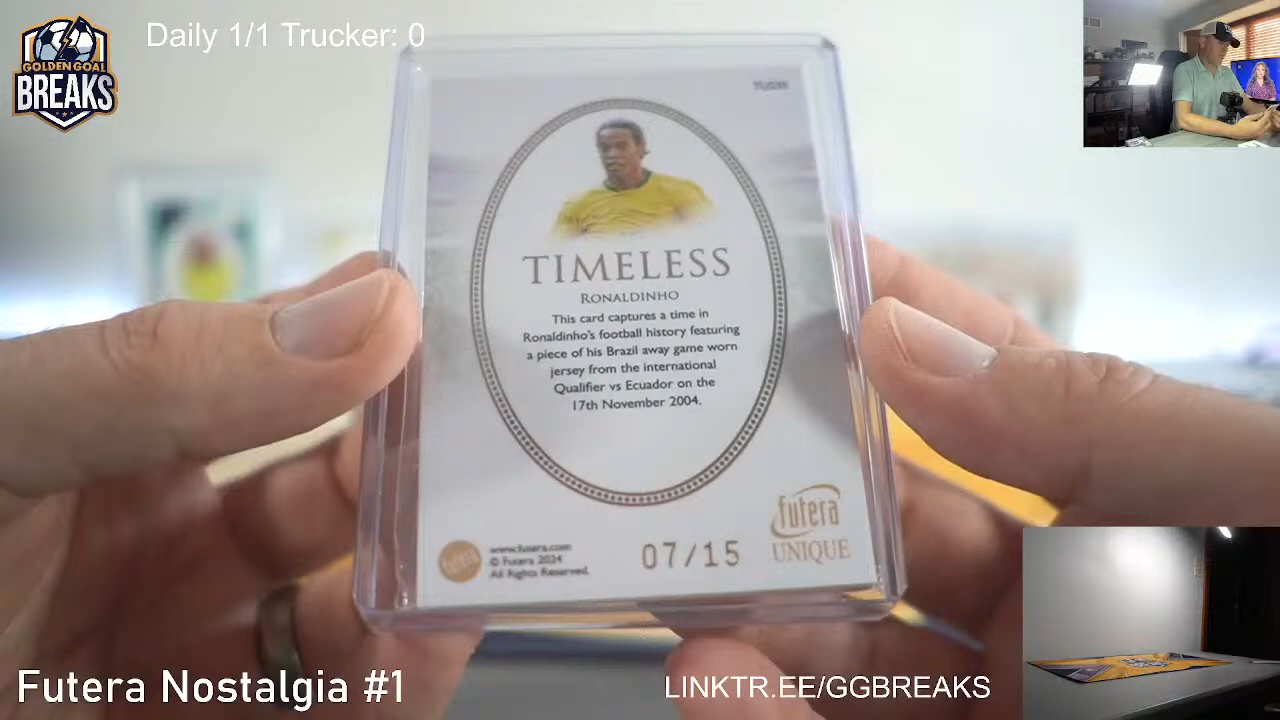 Daily 1/1 Trucker: 0
GOLDEN GOAL
BREAKS
TIMELESS
RONALDINHO
This card captures a time in
Ronaldinho's football history featuring
a piece of his Brazil away game worn
jersey from the international
Qualifier vs Ecuador on the
17th November 2004.
futera
UNIQUE
07/15
futera
www.futera.com
© Futera 2024
All Rights Reserved.
Futera Nostalgia #1
LINKTR.EE/GGBREAKS